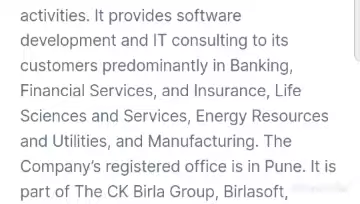 activities. It provides software
development and IT consulting to its
customers predominantly in Banking,
Financial Services, and Insurance, Life
Sciences and Services, Energy Resources
and Utilities, and Manufacturing. The
Company's registered office is in Pune. It is
part of The CK Birla Group, Birlasoft,